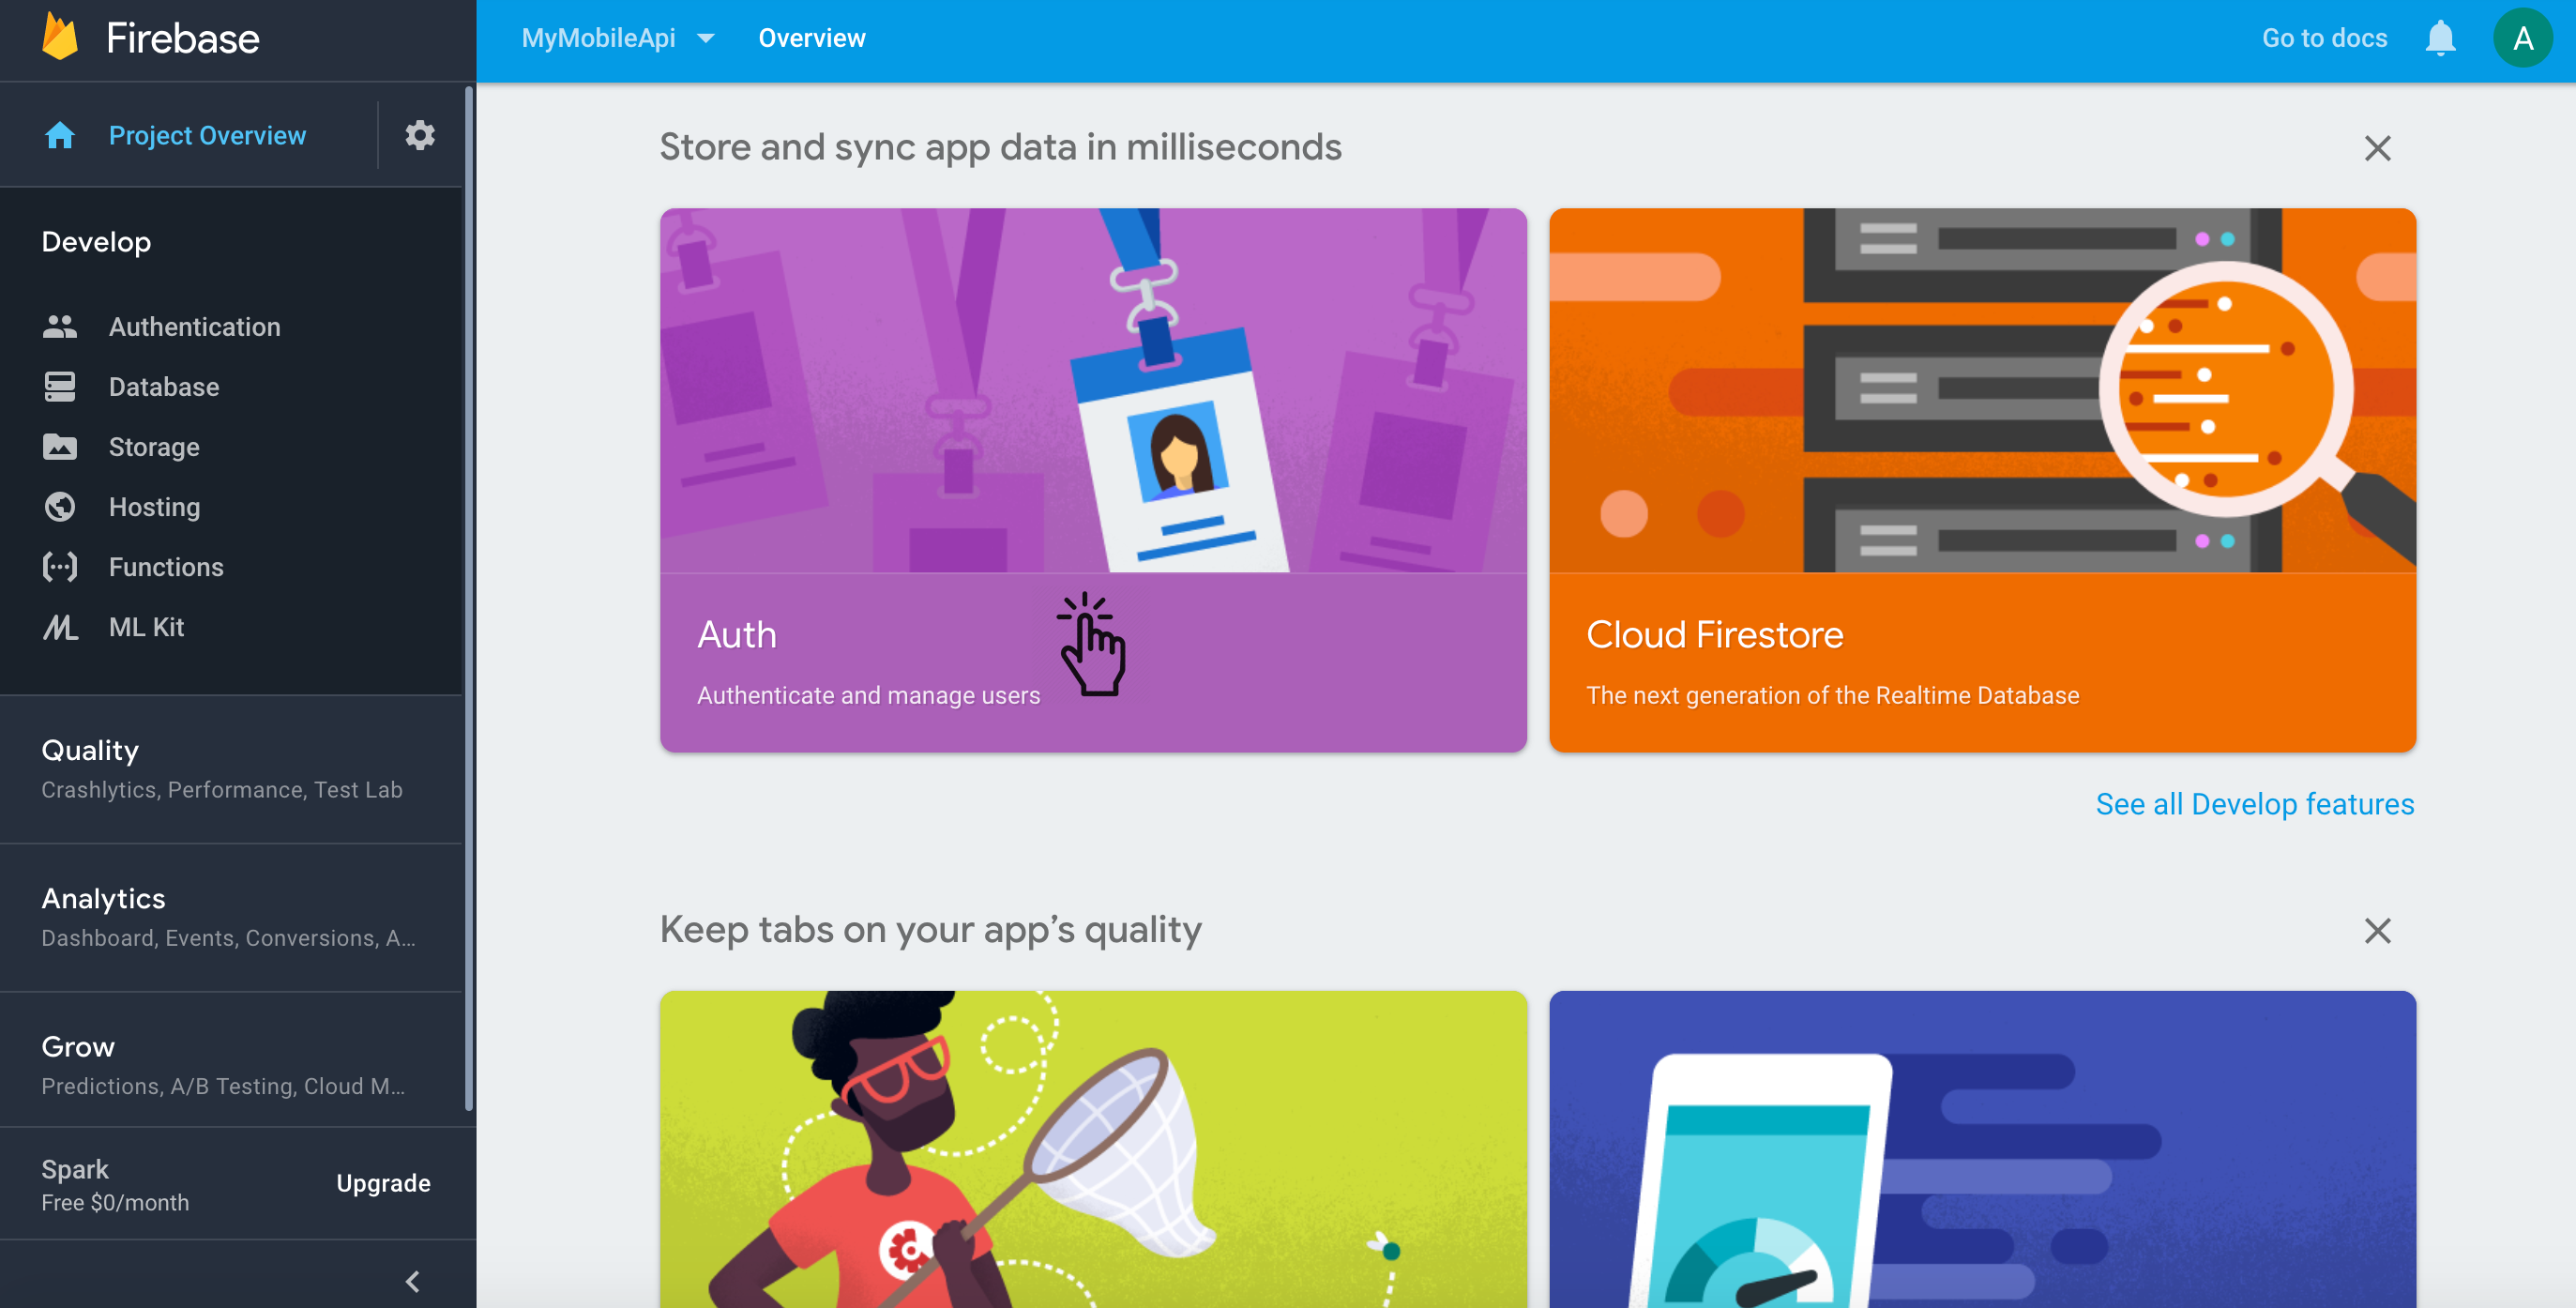 Firebase
Project Overview
Develop
Authentication
Database
Storage
Hosting
Functions
ML Kit
Quality
Crashlytics, Performance, Test Lab
Analytics
Dashboard, Events, Conversions, A...
Grow
Predictions, A/B Testing, Cloud M...
Spark
Free $0/month
Upgrade
MyMobileApi
Overview
Go to docs
A
Store and sync app data in milliseconds
Auth
Authenticate and manage users
Cloud Firestore
The next generation of the Realtime Database
See all Develop features
Keep tabs on your app’s quality